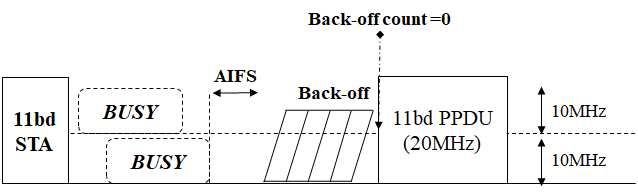 Back-off count =0
AIFS
Back-off
11bd
STA
BUSY
BUSY
11bd PPDU
(20MHz)
10MHz
10MHz